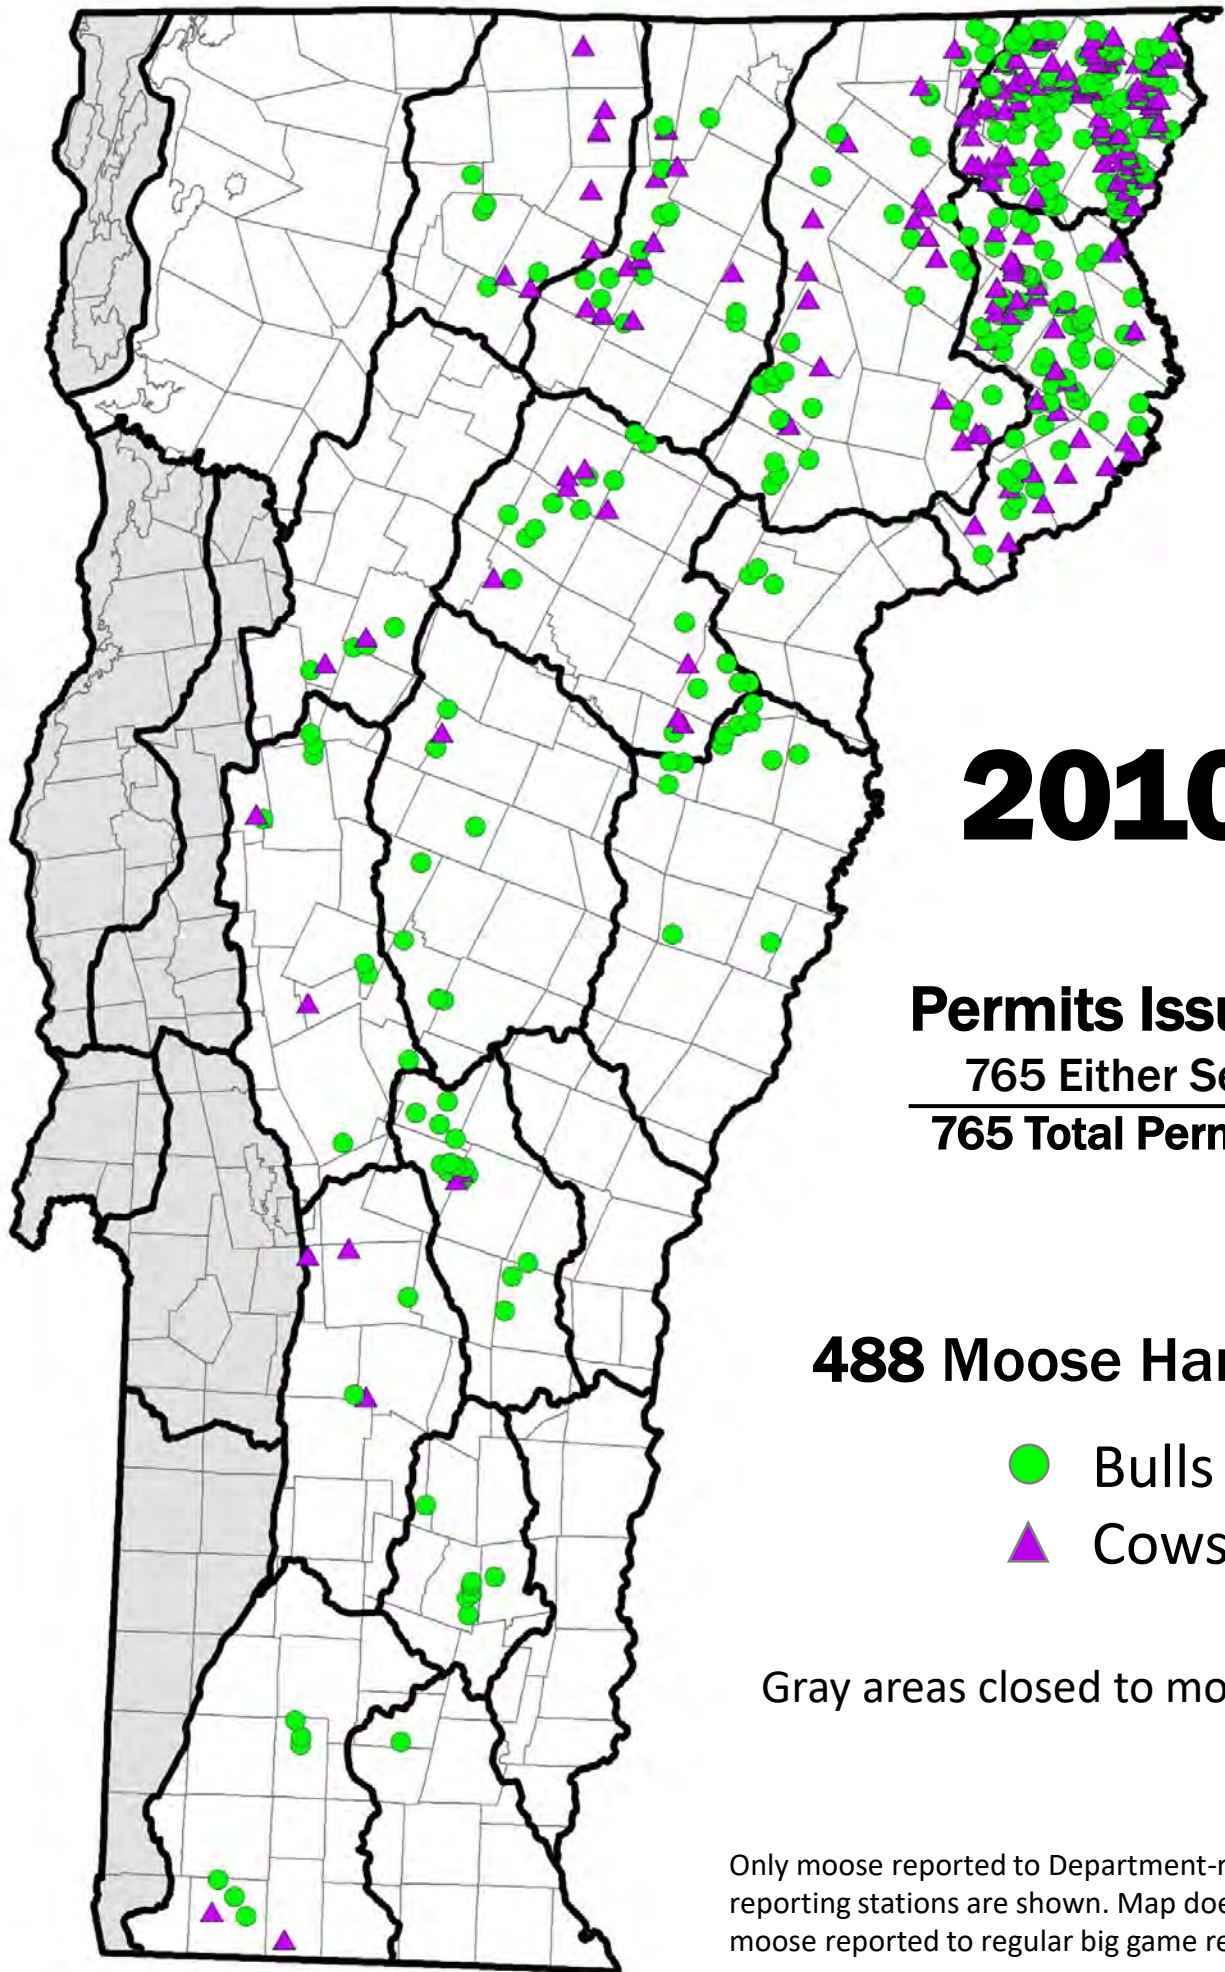 2010
Permits Issu
765 Either Se
765 Total Perm
488 Moose Har
Bulls
Cows
Gray areas closed to mo
Only moose reported to Department-r
reporting stations are shown. Map doe
moose reported to regular big game re